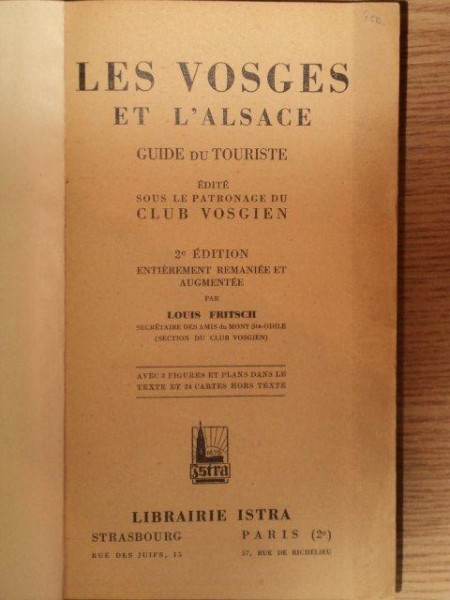 LES VOSGES
ET L'ALSACE
GUIDE DU TOURISTE
ÉDITÉ
SOUS LE PATRONAGE DU
CLUB VOSGIEN
2e ÉDITION
ENTIÈREMENT REMANIÉE ET
AUGMENTÉE
PAR
LOUIS FRITSCH
SECRÉTAIRE DES AMIS du MONT Ste-ODILE
(SECTION DU CLUB VOSGIEN)
AVEC 3 FIGURES ET PLANS DANS LE
TEXTE ET 24 CARTES HORS TEXTE
Istra
LIBRAIRIE ISTRA
STRASBOURG PARIS (2e)
RUE DES JUIFS, 15 57, RUE DE RICHELIEU